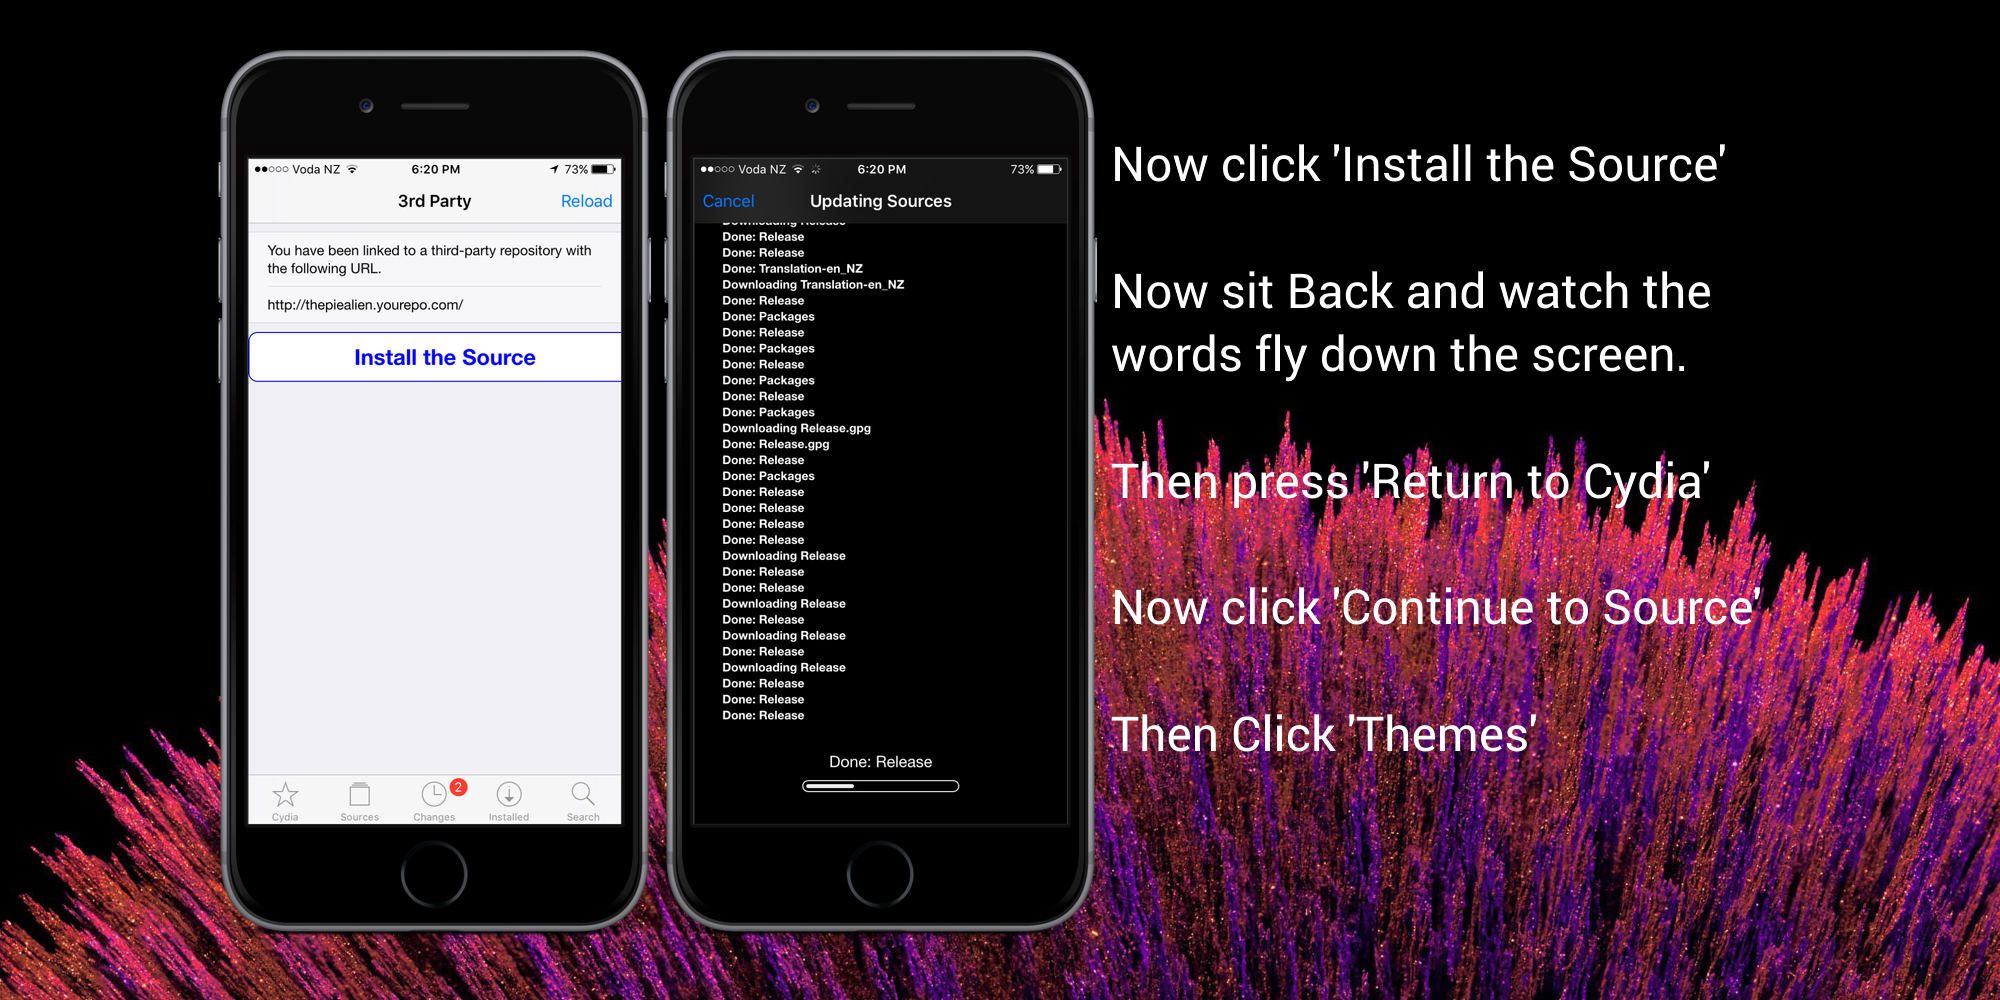 Voda NZ 6:20 PM 73%
3rd Party Reload
You have been linked to a third-party repository with
the following URL.
http://thepiealien.yourepo.com/
Install the Source
2
Cydia Sources Changes Installed Search
Voda NZ 6:20 PM 73%
Cancel Updating Sources
Downloading Release
Done: Release
Done: Release
Done: Translation-en_NZ
Downloading Translation-en_NZ
Done: Release
Done: Packages
Done: Release
Done: Packages
Done: Release
Done: Packages
Done: Release
Done: Packages
Downloading Release.gpg
Done: Release.gpg
Done: Release
Done: Packages
Done: Release
Done: Release
Done: Release
Done: Release
Downloading Release
Done: Release
Done: Release
Downloading Release
Done: Release
Downloading Release
Done: Release
Downloading Release
Done: Release
Done: Release
Done: Release
Done: Release
Now click 'Install the Source'
Now sit Back and watch the
words fly down the screen.
Then press 'Return to Cydia'
Now click 'Continue to Source'
Then Click 'Themes'